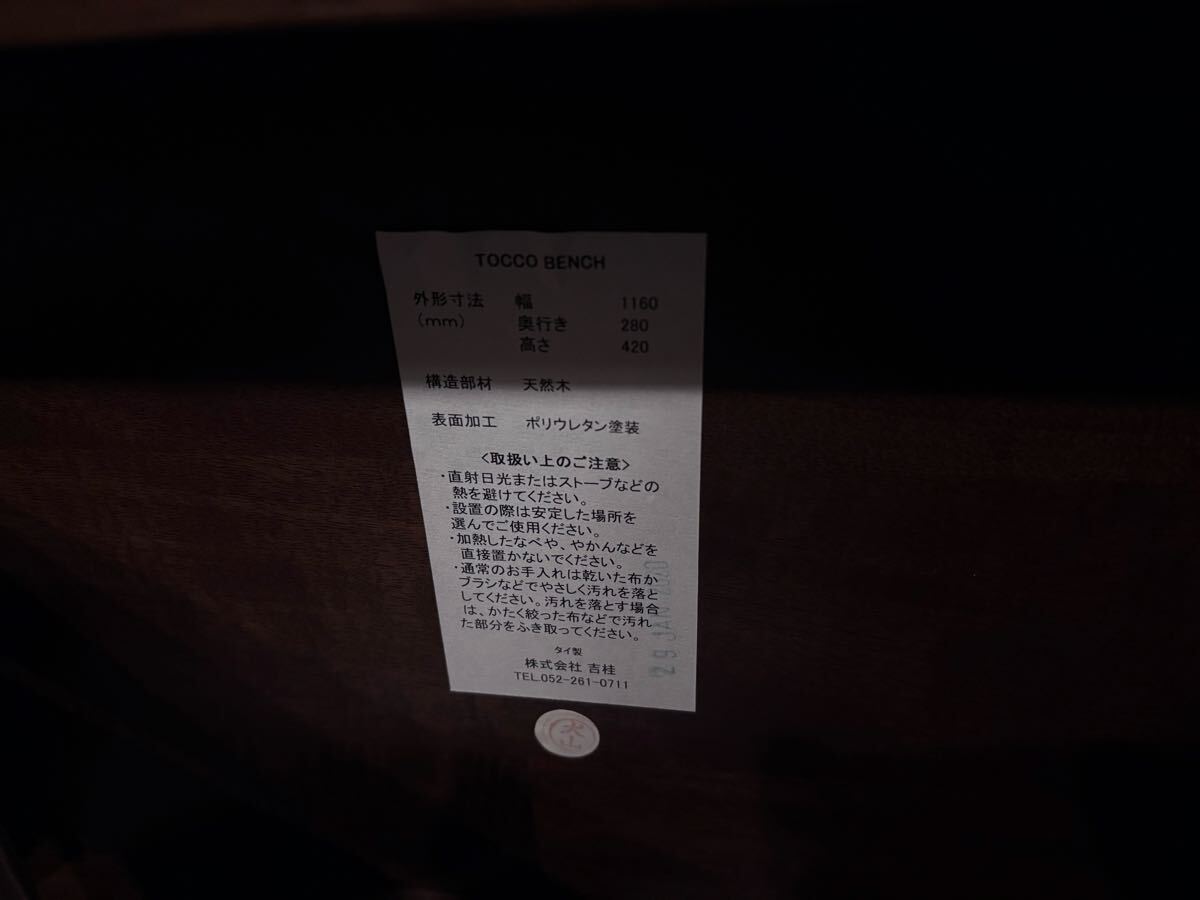 TOCCO BENCH
外形寸法 幅 1160
（mm） 奥行き 280
高さ 420
構造部材 天然木
表面加工 ポリウレタン塗装
＜取扱い上のご注意＞
・直射日光またはストーブなどの
熱を避けてください。
・設置の際は安定した場所を
選んでご使用ください。
・加熱したなべや、やかんなどを
直接置かないでください。
・通常のお手入れは乾いた布か
ブラシなどでやさしく汚れを落と
してください。汚れを落とす場合
は、かたく絞った布などで汚れ
た部分をふき取ってください。
タイ製
株式会社 吉桂
TEL.052-261-0711
29 JAN
犬山